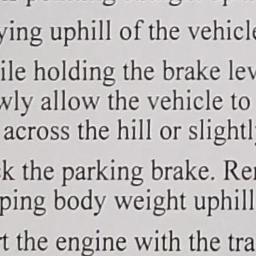 ying uphill of the vehicle
ile holding the brake lev
wly allow the vehicle to
across the hill or slightly
k the parking brake. Re
ping body weight uphill
t the engine with the tra